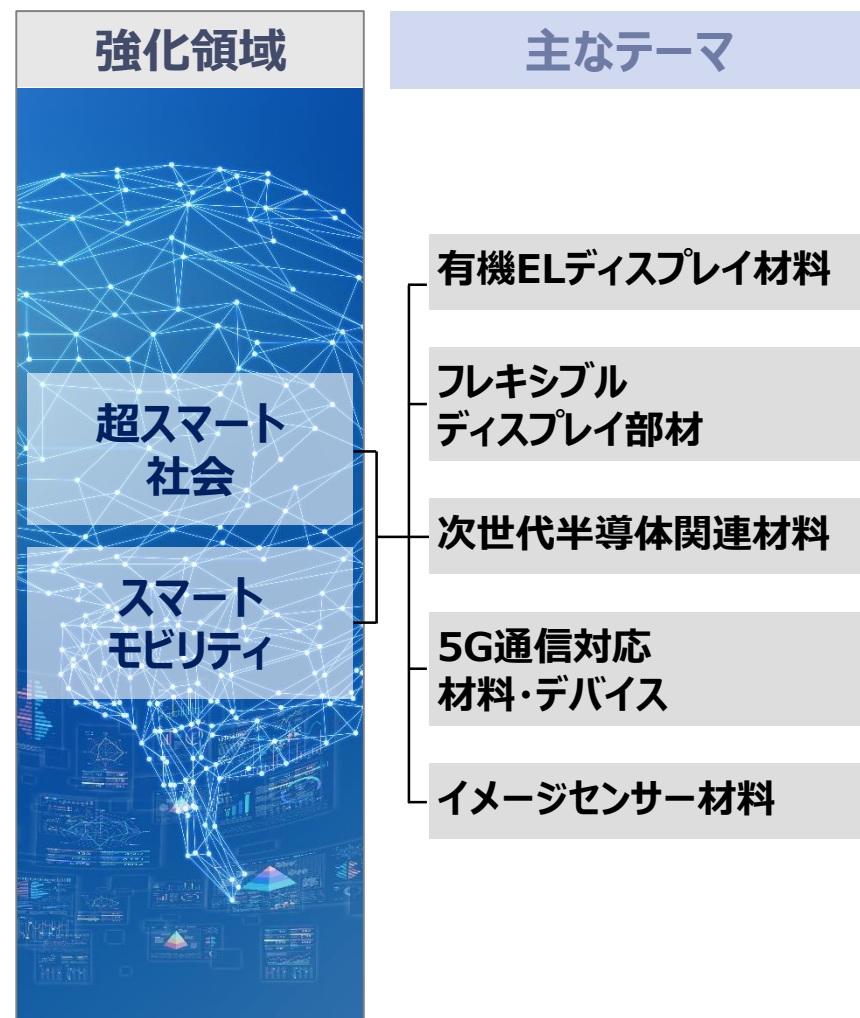 強化領域
主なテーマ
超スマート
社会
スマート
モビリティ
有機ELディスプレイ材料
フレキシブル
ディスプレイ部材
次世代半導体関連材料
5G通信対応
材料・デバイス
イメージセンサー材料